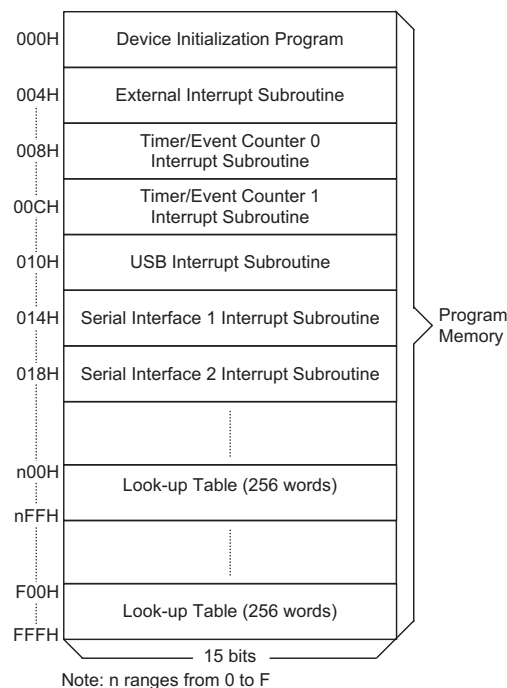 000H
Device Initialization Program
004H
External Interrupt Subroutine
008H
Timer/Event Counter 0
Interrupt Subroutine
00CH
Timer/Event Counter 1
Interrupt Subroutine
010H
USB Interrupt Subroutine
014H
Serial Interface 1 Interrupt Subroutine
018H
Serial Interface 2 Interrupt Subroutine
Program
Memory
n00H
Look-up Table (256 words)
nFFH
F00H
Look-up Table (256 words)
FFFH
15 bits
Note: n ranges from 0 to F